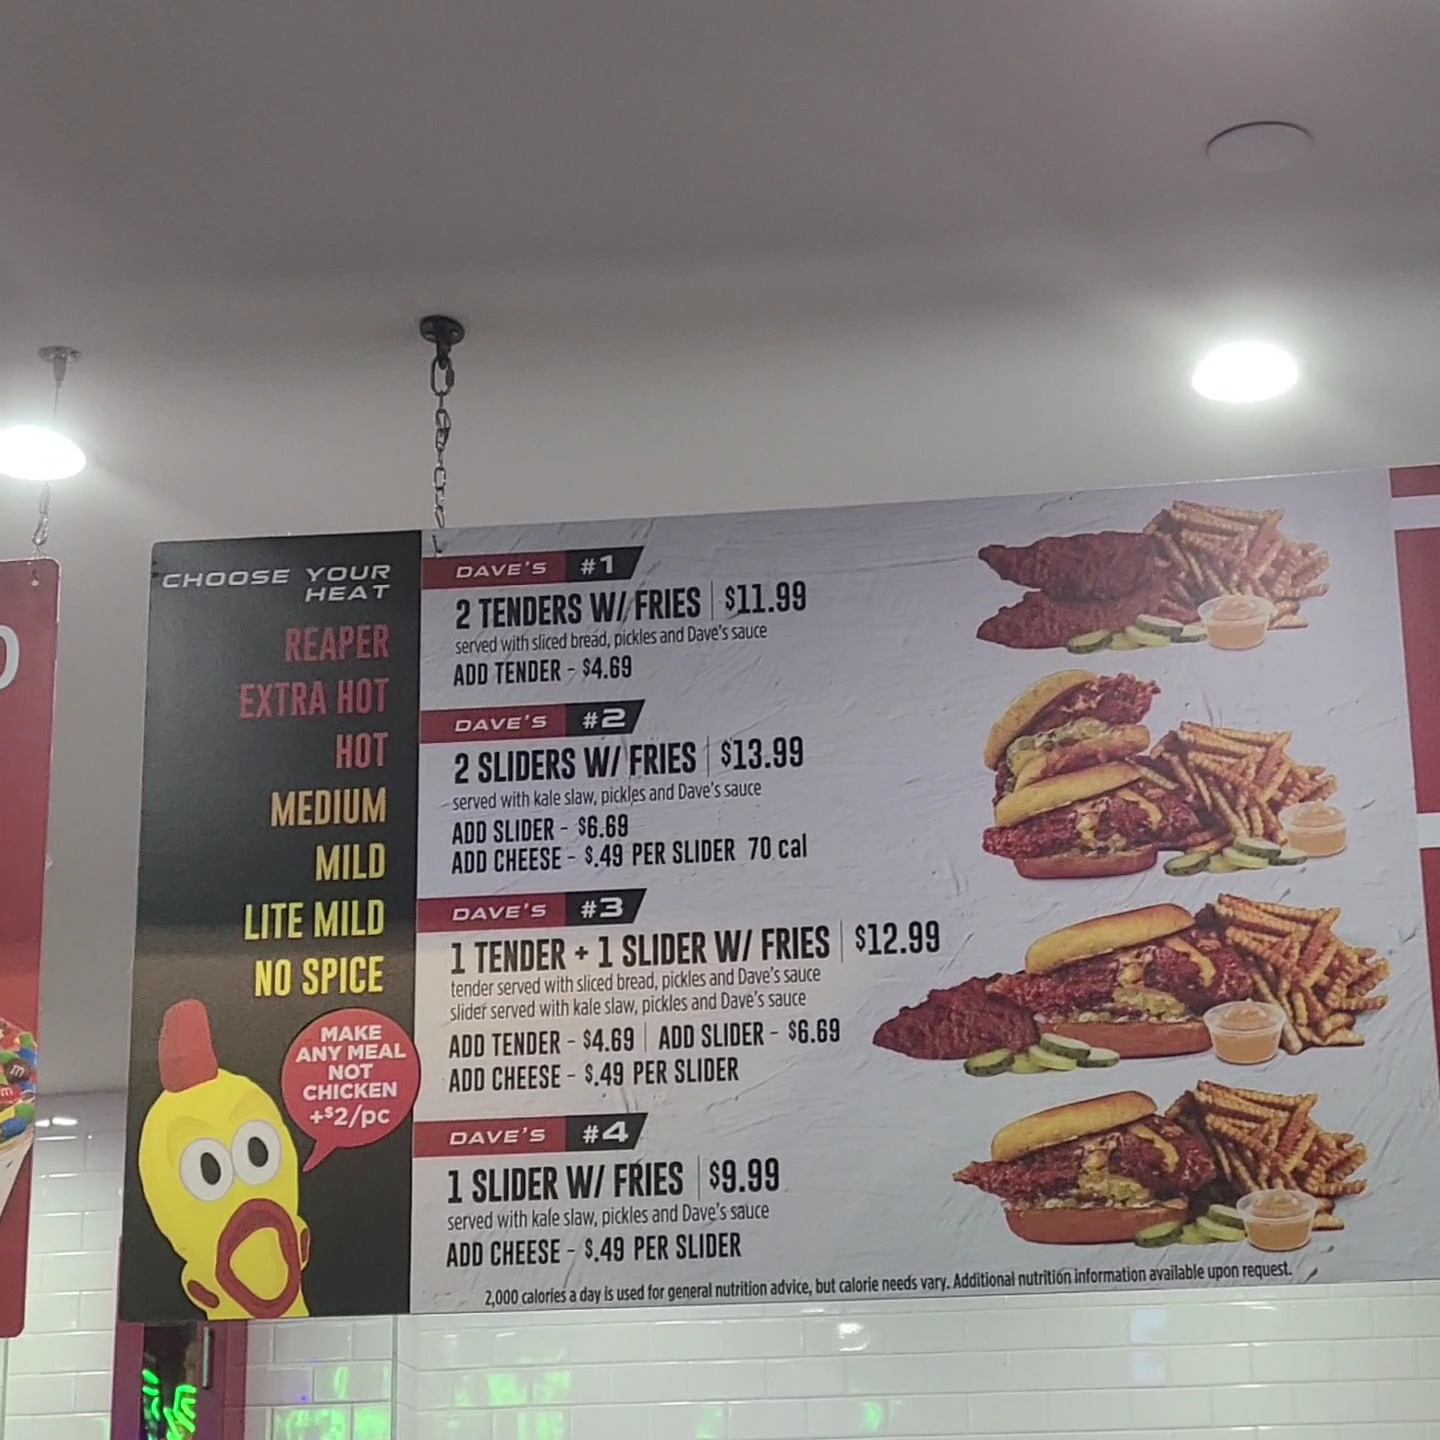 CHOOSE YOUR
HEAT
REAPER
EXTRA HOT
HOT
MEDIUM
MILD
LITE MILD
NO SPICE
MAKE
ANY MEAL
NOT
CHICKEN
+$2/pc
DAVE'S #1
2 TENDERS W/ FRIES | $11.99
served with sliced bread, pickles and Dave's sauce
ADD TENDER - $4.69
DAVE'S #2
2 SLIDERS W/ FRIES | $13.99
served with kale slaw, pickles and Dave's sauce
ADD SLIDER - $6.69
ADD CHEESE - $.49 PER SLIDER 70 cal
DAVE'S #3
1 TENDER + 1 SLIDER W/ FRIES | $12.99
tender served with sliced bread, pickles and Dave's sauce
slider served with kale slaw, pickles and Dave's sauce
ADD TENDER - $4.69 | ADD SLIDER - $6.69
ADD CHEESE - $.49 PER SLIDER
DAVE'S #4
1 SLIDER W/ FRIES | $9.99
served with kale slaw, pickles and Dave's sauce
ADD CHEESE - $.49 PER SLIDER
2,000 calories a day is used for general nutrition advice, but calorie needs vary. Additional nutrition information available upon request.